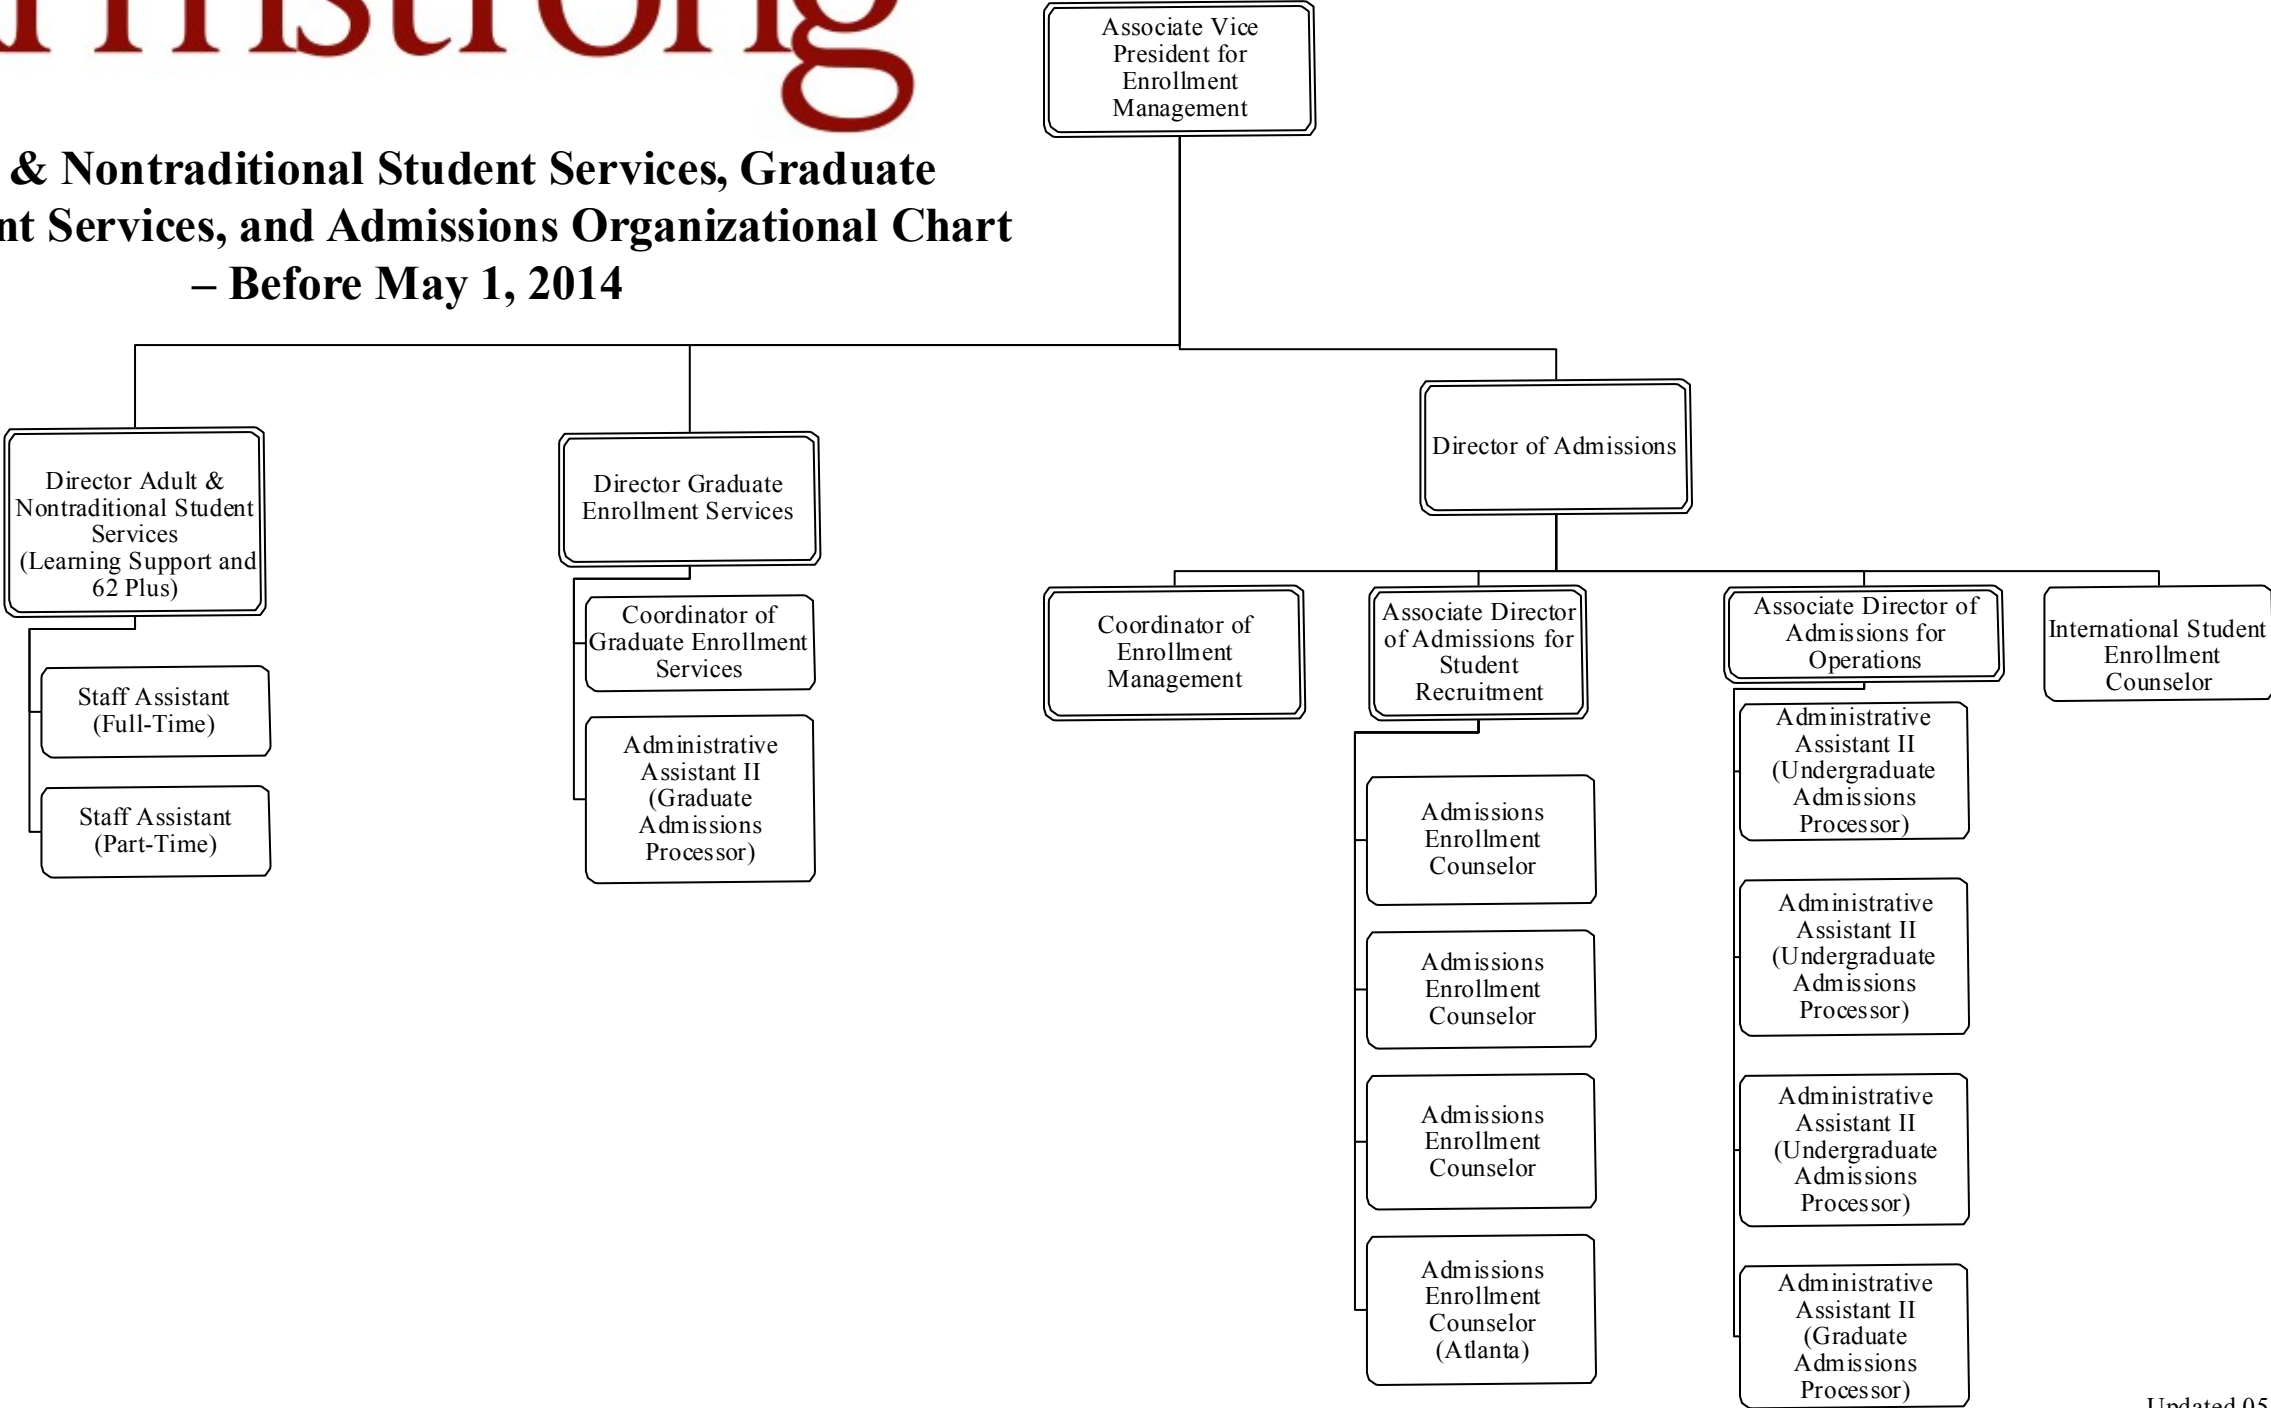 & Nontraditional Student Services, Graduate
Services, and Admissions Organizational Chart
– Before May 1, 2014
Associate Vice
President for
Enrollment
Management
Director Adult &
Nontraditional Student
Services
(Learning Support and
62 Plus)
Staff Assistant
(Full-Time)
Staff Assistant
(Part-Time)
Director Graduate
Enrollment Services
Coordinator of
Graduate Enrollment
Services
Administrative
Assistant II
(Graduate
Admissions
Processor)
Director of Admissions
Coordinator of
Enrollment
Management
Associate Director
of Admissions for
Student
Recruitment
Admissions
Enrollment
Counselor
Admissions
Enrollment
Counselor
Admissions
Enrollment
Counselor
Admissions
Enrollment
Counselor
(Atlanta)
Associate Director of
Admissions for
Operations
Administrative
Assistant II
(Undergraduate
Admissions
Processor)
Administrative
Assistant II
(Undergraduate
Admissions
Processor)
Administrative
Assistant II
(Undergraduate
Admissions
Processor)
Administrative
Assistant II
(Graduate
Admissions
Processor)
International Student
Enrollment
Counselor
Updated 05